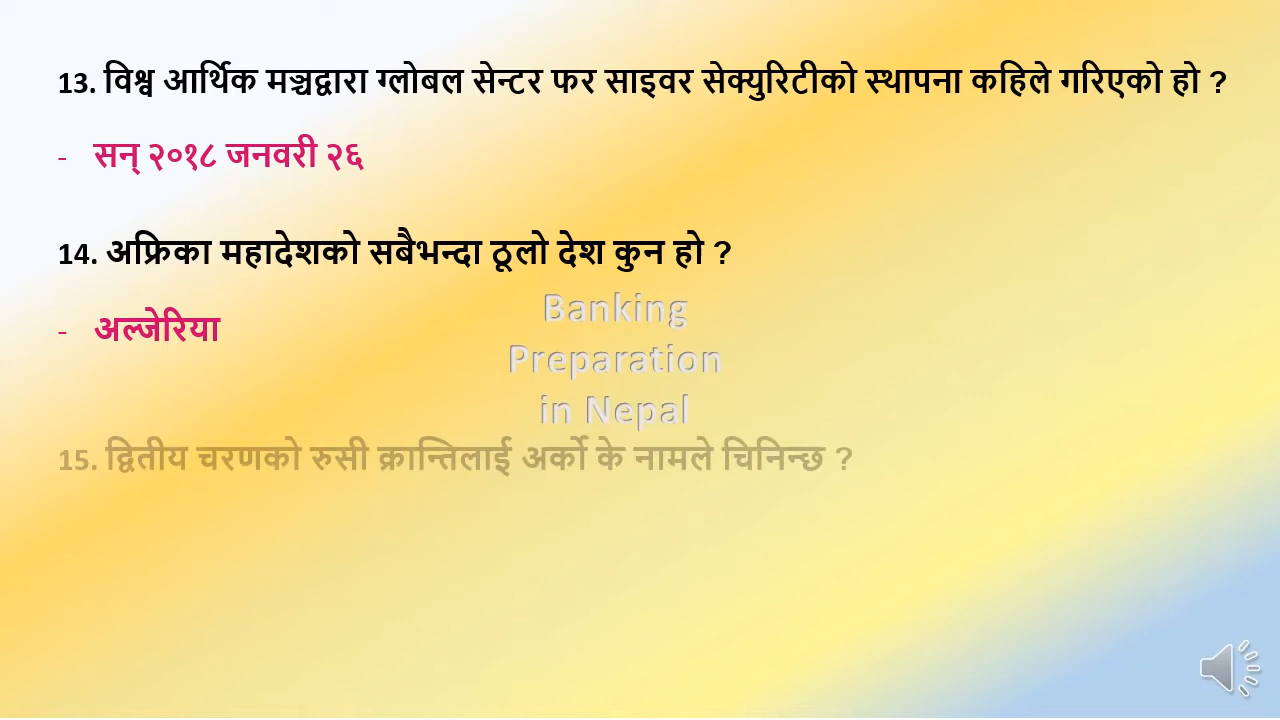 13. विश्व आर्थिक मञ्चद्वारा ग्लोबल सेन्टर फर साइवर सेक्युरिटीको स्थापना कहिले गरिएको हो ?
- सन् २०१८ जनवरी २६
14. अफ्रिका महादेशको सबैभन्दा ठूलो देश कुन हो ?
- अल्जेरिया
Banking
Preparation
in Nepal
15. द्वितीय चरणको रुसी क्रान्तिलाई अर्को के नामले चिनिन्छ ?